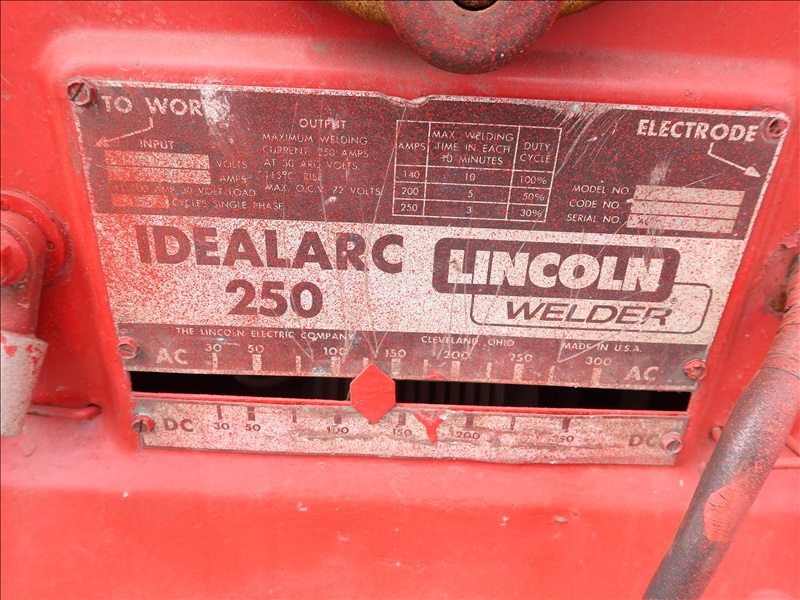 TO WORK
OUTPUT
ELECTRODE
INPUT
MAXIMUM WELDING
CURRENT 250 AMPS
AT 30 ARC VOLTS.
115°C RISE
MAX. O.C.V. 72 VOLTS
VOLTS
AMPS
AMP 30 VOLT LOAD
CYCLES SINGLE PHASE
AMPS MAX. WELDING TIME IN EACH 10 MINUTES DUTY CYCLE
140 10 100%
200 5 50%
250 3 30%
MODEL NO
CODE NO.
SERIAL NO.
IDEALARC
250
LINCOLN
WELDER®
THE LINCOLN ELECTRIC COMPANY CLEVELAND, OHIO MADE IN U.S.A.
AC 30 50 100 150 200 250 300 AC
DC 30 50 100 150 200 250 DC